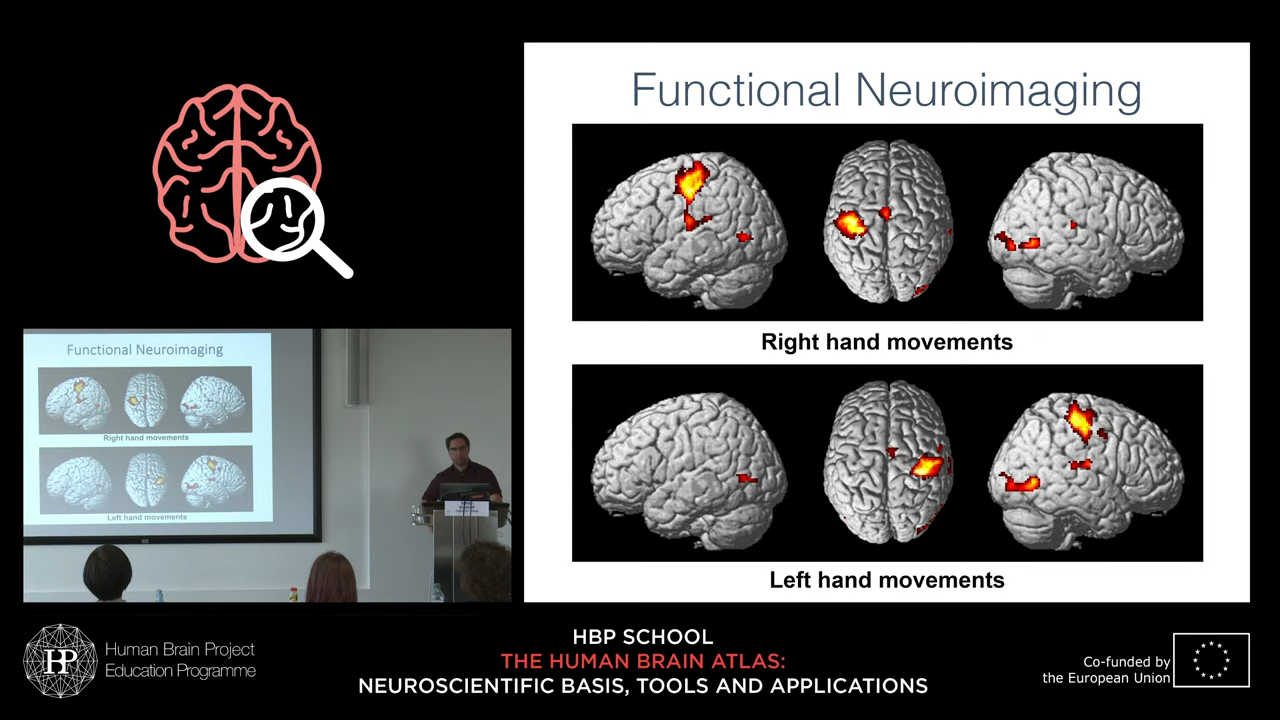 Functional Neuroimaging
Right hand movements
Left hand movements
Functional Neuroimaging
Right hand movements
Left hand movements
HP
Human Brain Project
Education Programme
HBP SCHOOL
THE HUMAN BRAIN ATLAS:
NEUROSCIENTIFIC BASIS, TOOLS AND APPLICATIONS
Co-funded by
the European Union